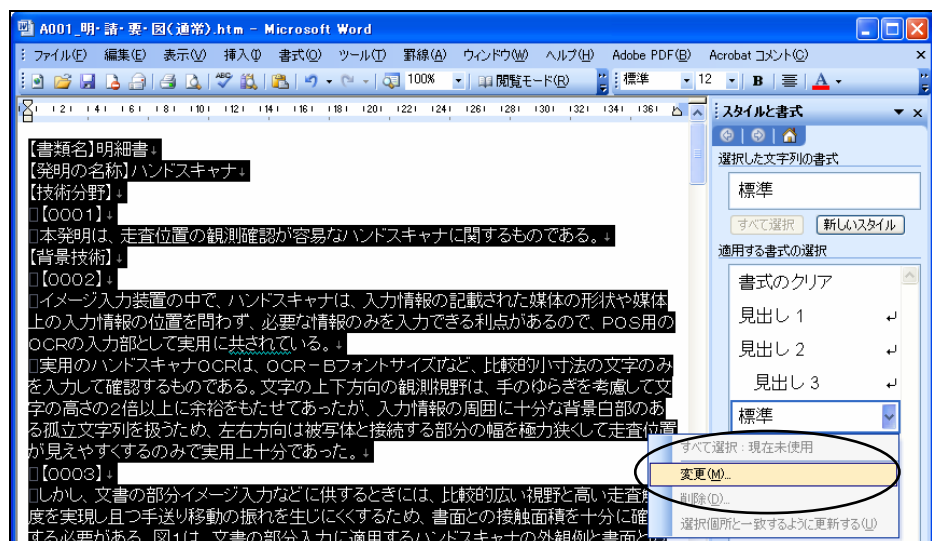 A001_明・請・要・図(通常).htm - Microsoft Word
ファイル(F) 編集(E) 表示(V) 挿入(I) 書式(O) ツール(T) 罫線(A) ウィンドウ(W) ヘルプ(H) Adobe PDF(B) Acrobat コメント(C) ×
100% 閲覧モード(R) 標準 12 B A
2 4 6 8 10 12 14 16 18 20 22 24 26 28 30 32 34 36
【書類名】明細書↓
【発明の名称】ハンドスキャナ↓
【技術分野】↓
□【0001】↓
□本発明は、走査位置の観測確認が容易なハンドスキャナに関するものである。↓
【背景技術】↓
□【0002】↓
□イメージ入力装置の中で、ハンドスキャナは、入力情報の記載された媒体の形状や媒体
上の入力情報の位置を問わず、必要な情報のみを入力できる利点があるので、POS用の
OCRの入力部として実用に共されている。↓
□実用のハンドスキャナOCRは、OCR－Bフォントサイズなど、比較的小寸法の文字のみ
を入力して確認するものである。文字の上下方向の観測視野は、手のゆらぎを考慮して文
字の高さの2倍以上に余裕をもたせてあったが、入力情報の周囲に十分な背景白部のあ
る孤立文字列を扱うため、左右方向は被写体と接続する部分の幅を極力狭くして走査位置
が見えやすくするのみで実用上十分であった。↓
□【0003】↓
□しかし、文書の部分イメージ入力などに供するときには、比較的広い視野と高い走査
度を実現し且つ手送り移動の振れを生じにくくするため、書面との接触面積を十分に確
する必要がある。図1は、文書の部分入力に適用するハンドスキャナの外観例と書面と
スタイルと書式 ▼ ×
選択した文字列の書式
標準
すべて選択 新しいスタイル
適用する書式の選択
書式のクリア
見出し 1 ↵
見出し 2 ↵
見出し 3 ↵
標準
すべて選択：現在未使用
変更(M)...
削除(D)...
選択個所と一致するように更新する(U)